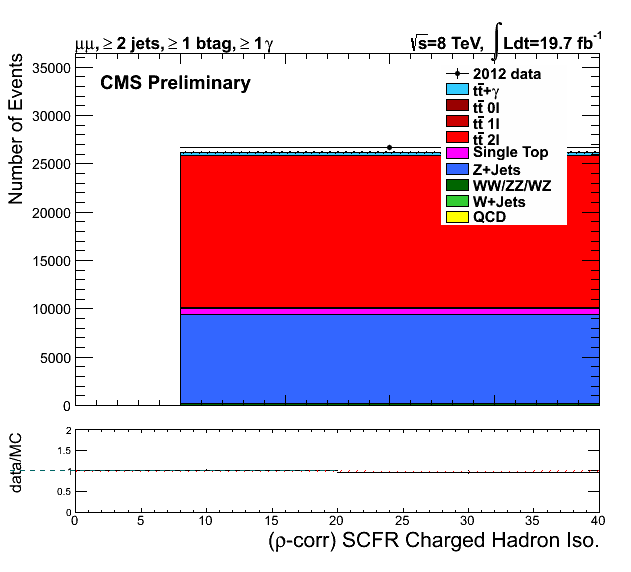 μμ, ≥ 2 jets, ≥ 1 btag, ≥ 1 γ
√s=8 TeV, ∫Ldt=19.7 fb⁻¹
CMS Preliminary
Number of Events
35000
30000
25000
20000
15000
10000
5000
0
2012 data
tt̄+γ
tt̄ 0l
tt̄ 1l
tt̄ 2l
Single Top
Z+Jets
WW/ZZ/WZ
W+Jets
QCD
data/MC
2
1.5
1
0.5
0
0 5 10 15 20 25 30 35 40
(ρ-corr) SCFR Charged Hadron Iso.